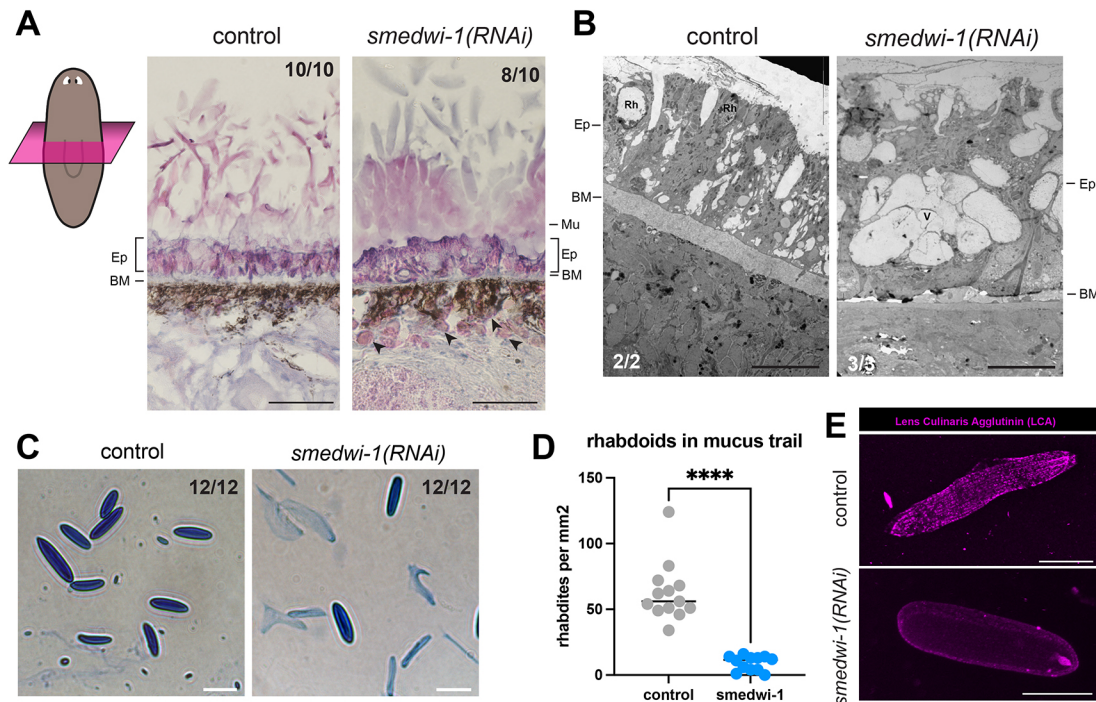 A
control
smedwi-1(RNAi)
10/10
8/10
Mu
Ep
Ep
BM
BM
B
control
smedwi-1(RNAi)
Rh
Rh
Ep
BM
Ep
V
BM
2/2
3/3
C
control
smedwi-1(RNAi)
12/12
12/12
D
rhabdoids in mucus trail
****
150
100
50
0
rhabdites per mm2
control
smedwi-1
E
Lens Culinaris Agglutinin (LCA)
control
smedwi-1(RNAi)